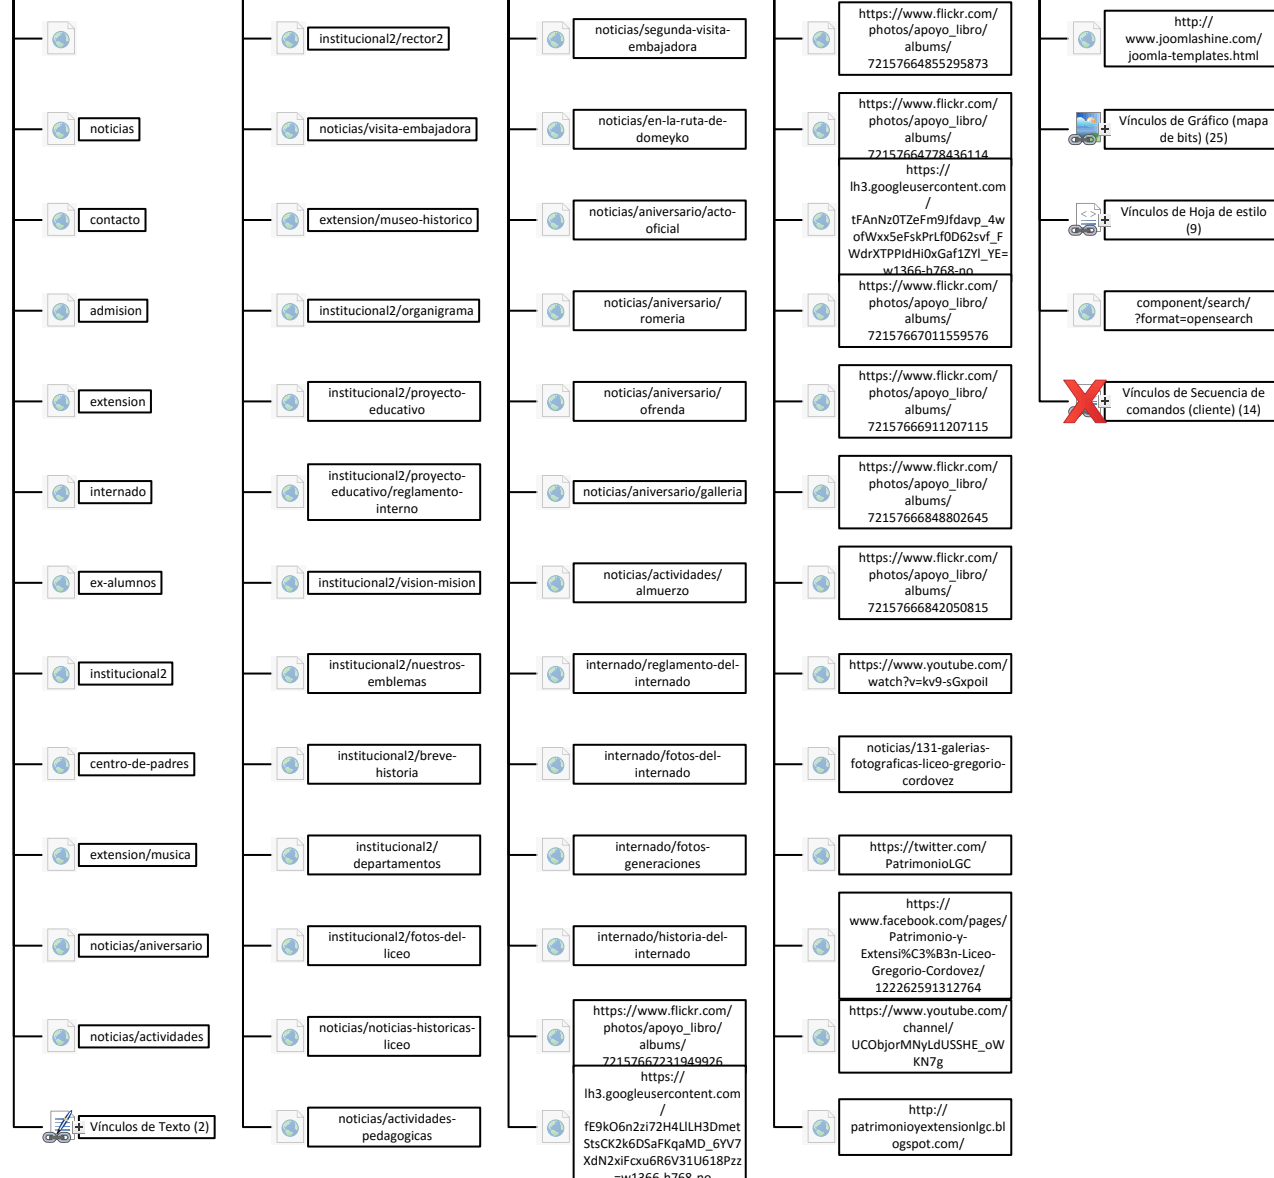 noticias
contacto
admision
extension
internado
ex-alumnos
institucional2
centro-de-padres
extension/musica
noticias/aniversario
noticias/actividades
Vínculos de Texto (2)
institucional2/rector2
noticias/visita-embajadora
extension/museo-historico
institucional2/organigrama
institucional2/proyecto-
educativo
institucional2/proyecto-
educativo/reglamento-
interno
institucional2/vision-mision
institucional2/nuestros-
emblemas
institucional2/breve-
historia
institucional2/
departamentos
institucional2/fotos-del-
liceo
noticias/noticias-historicas-
liceo
noticias/actividades-
pedagogicas
noticias/segunda-visita-
embajadora
noticias/en-la-ruta-de-
domeyko
noticias/aniversario/acto-
oficial
noticias/aniversario/
romeria
noticias/aniversario/
ofrenda
noticias/aniversario/galleria
noticias/actividades/
almuerzo
internado/reglamento-del-
internado
internado/fotos-del-
internado
internado/fotos-
generaciones
internado/historia-del-
internado
https://www.flickr.com/
photos/apoyo_libro/
albums/
72157667231949926
https://
lh3.googleusercontent.com
/
fE9kO6n2zi72H4LlLH3Dmet
StsCK2k6DSaFKqaMD_6YV7
XdN2xiFcxu6R6V31U618Pzz
=w1366-h768-no
https://www.flickr.com/
photos/apoyo_libro/
albums/
72157664855295873
https://www.flickr.com/
photos/apoyo_libro/
albums/
72157664778436114
https://
lh3.googleusercontent.com
/
tFAnNz0TZeFm9Jfdavp_4w
ofWxx5eFskPrLf0D62svf_F
WdrXTPPIdHi0xGaf1ZYl_YE=
w1366-h768-no
https://www.flickr.com/
photos/apoyo_libro/
albums/
72157667011559576
https://www.flickr.com/
photos/apoyo_libro/
albums/
72157666911207115
https://www.flickr.com/
photos/apoyo_libro/
albums/
72157666848802645
https://www.flickr.com/
photos/apoyo_libro/
albums/
72157666842050815
https://www.youtube.com/
watch?v=kv9-sGxpoiI
noticias/131-galerias-
fotograficas-liceo-gregorio-
cordovez
https://twitter.com/
PatrimonioLGC
https://
www.facebook.com/pages/
Patrimonio-y-
Extensi%C3%B3n-Liceo-
Gregorio-Cordovez/
122262591312764
https://www.youtube.com/
channel/
UCObjorMNyLdUSSHE_oW
KN7g
http://
patrimonioyextensionlgc.bl
ogspot.com/
http://
www.joomlashine.com/
joomla-templates.html
Vínculos de Gráfico (mapa
de bits) (25)
Vínculos de Hoja de estilo
(9)
component/search/
?format=opensearch
Vínculos de Secuencia de
comandos (cliente) (14)